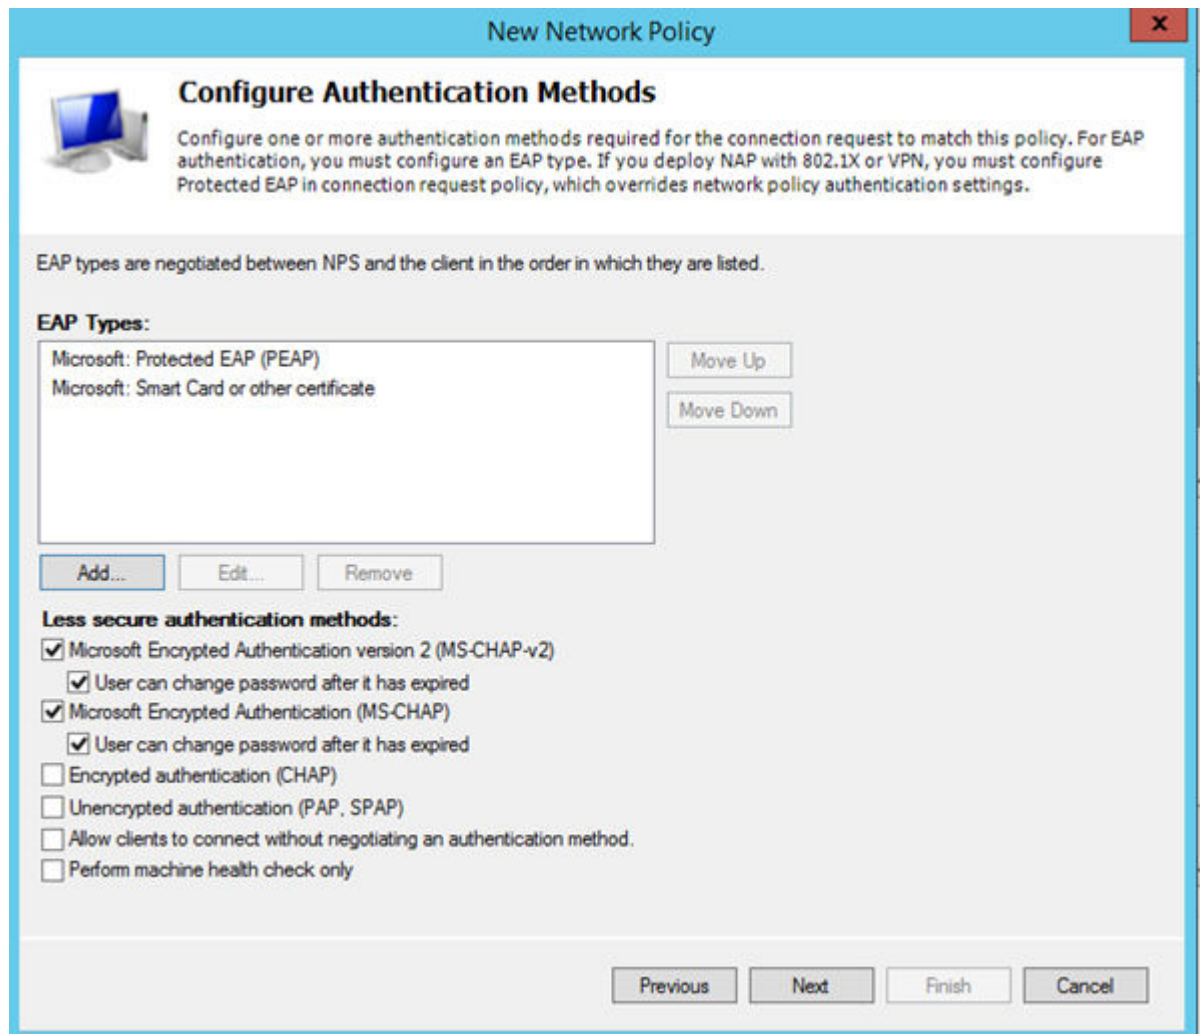 New Network Policy
x
Configure Authentication Methods
Configure one or more authentication methods required for the connection request to match this policy. For EAP
authentication, you must configure an EAP type. If you deploy NAP with 802.1X or VPN, you must configure
Protected EAP in connection request policy, which overrides network policy authentication settings.
EAP types are negotiated between NPS and the client in the order in which they are listed.
EAP Types:
Microsoft: Protected EAP (PEAP)
Microsoft: Smart Card or other certificate
Move Up
Move Down
Add...
Edit...
Remove
Less secure authentication methods:
Microsoft Encrypted Authentication version 2 (MS-CHAP-v2)
User can change password after it has expired
Microsoft Encrypted Authentication (MS-CHAP)
User can change password after it has expired
Encrypted authentication (CHAP)
Unencrypted authentication (PAP, SPAP)
Allow clients to connect without negotiating an authentication method.
Perform machine health check only
Previous
Next
Finish
Cancel